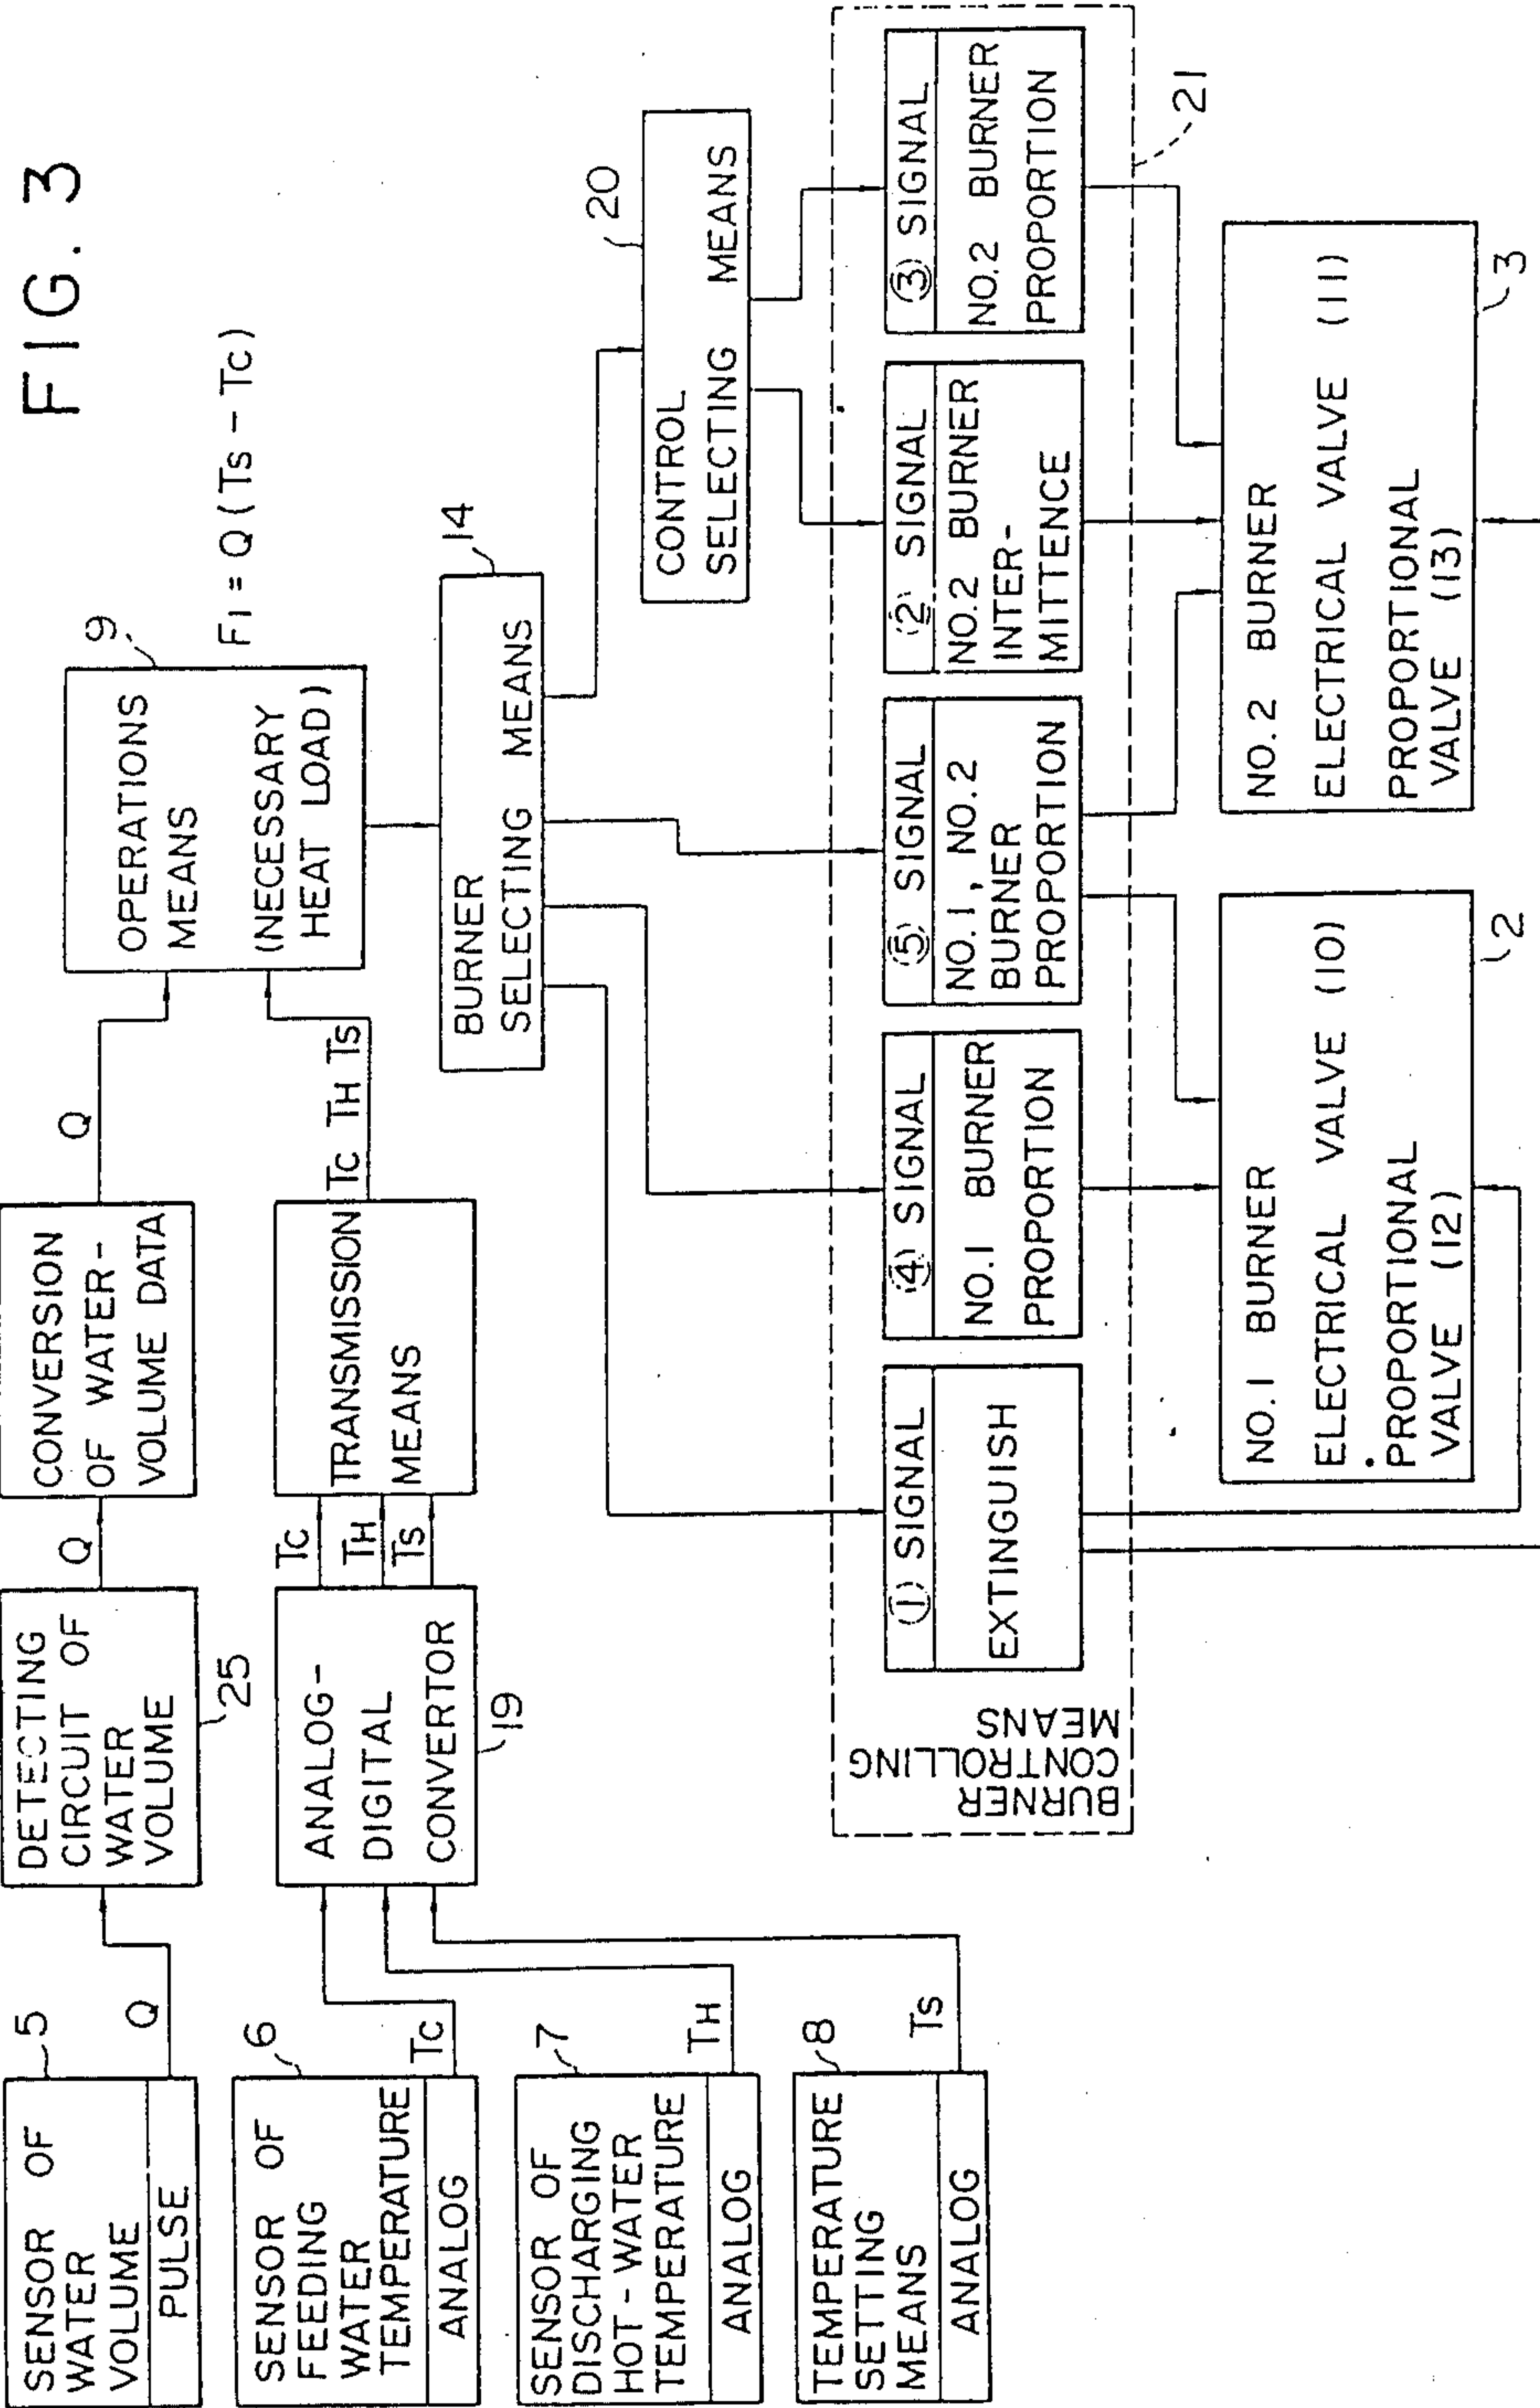 FIG. 3
SENSOR OF
WATER
VOLUME
PULSE
5
Q
DETECTING
CIRCUIT OF
WATER
VOLUME
25
Q
CONVERSION
OF WATER-
VOLUME DATA
Q
SENSOR OF
FEEDING
WATER
TEMPERATURE
ANALOG
6
Tc
SENSOR OF
DISCHARGING
HOT-WATER
TEMPERATURE
ANALOG
7
TH
TEMPERATURE
SETTING
MEANS
ANALOG
8
Ts
ANALOG-
DIGITAL
CONVERTOR
19
Tc
TH
Ts
TRANSMISSION
MEANS
Tc TH Ts
OPERATIONS
MEANS
(NECESSARY
HEAT LOAD)
9
F1 = Q (Ts - Tc)
BURNER
SELECTING MEANS
14
CONTROL
SELECTING MEANS
20
BURNER
CONTROLLING
MEANS
① SIGNAL
EXTINGUISH
④ SIGNAL
NO.1 BURNER
PROPORTION
⑤ SIGNAL
NO.1, NO.2
BURNER
PROPORTION
② SIGNAL
NO.2 BURNER
INTER-
MITTENCE
③ SIGNAL
NO.2 BURNER
PROPORTION
21
NO.1 BURNER
ELECTRICAL VALVE (10)
PROPORTIONAL
VALVE (12)
2
NO.2 BURNER
ELECTRICAL VALVE (11)
PROPORTIONAL
VALVE (13)
3